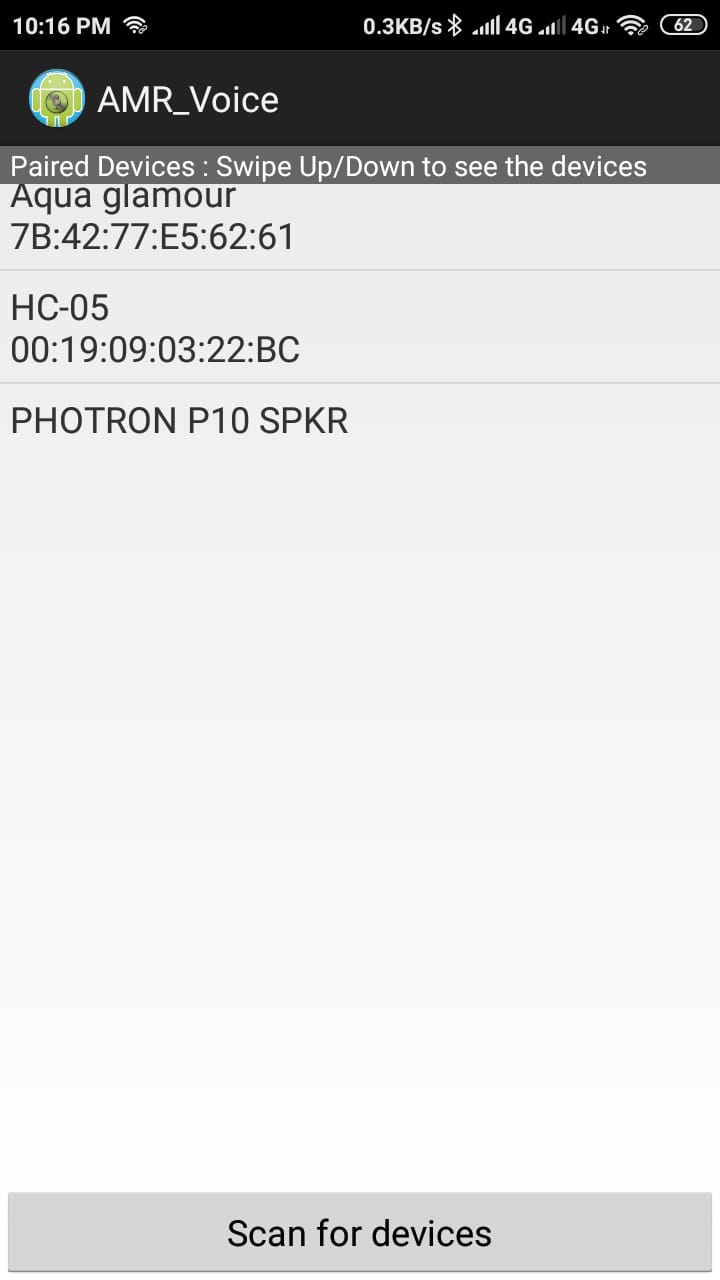 10:16 PM 0.3KB/s 4G 4G 62
AMR_Voice
Paired Devices : Swipe Up/Down to see the devices
Aqua glamour
7B:42:77:E5:62:61
HC-05
00:19:09:03:22:BC
PHOTRON P10 SPKR
Scan for devices